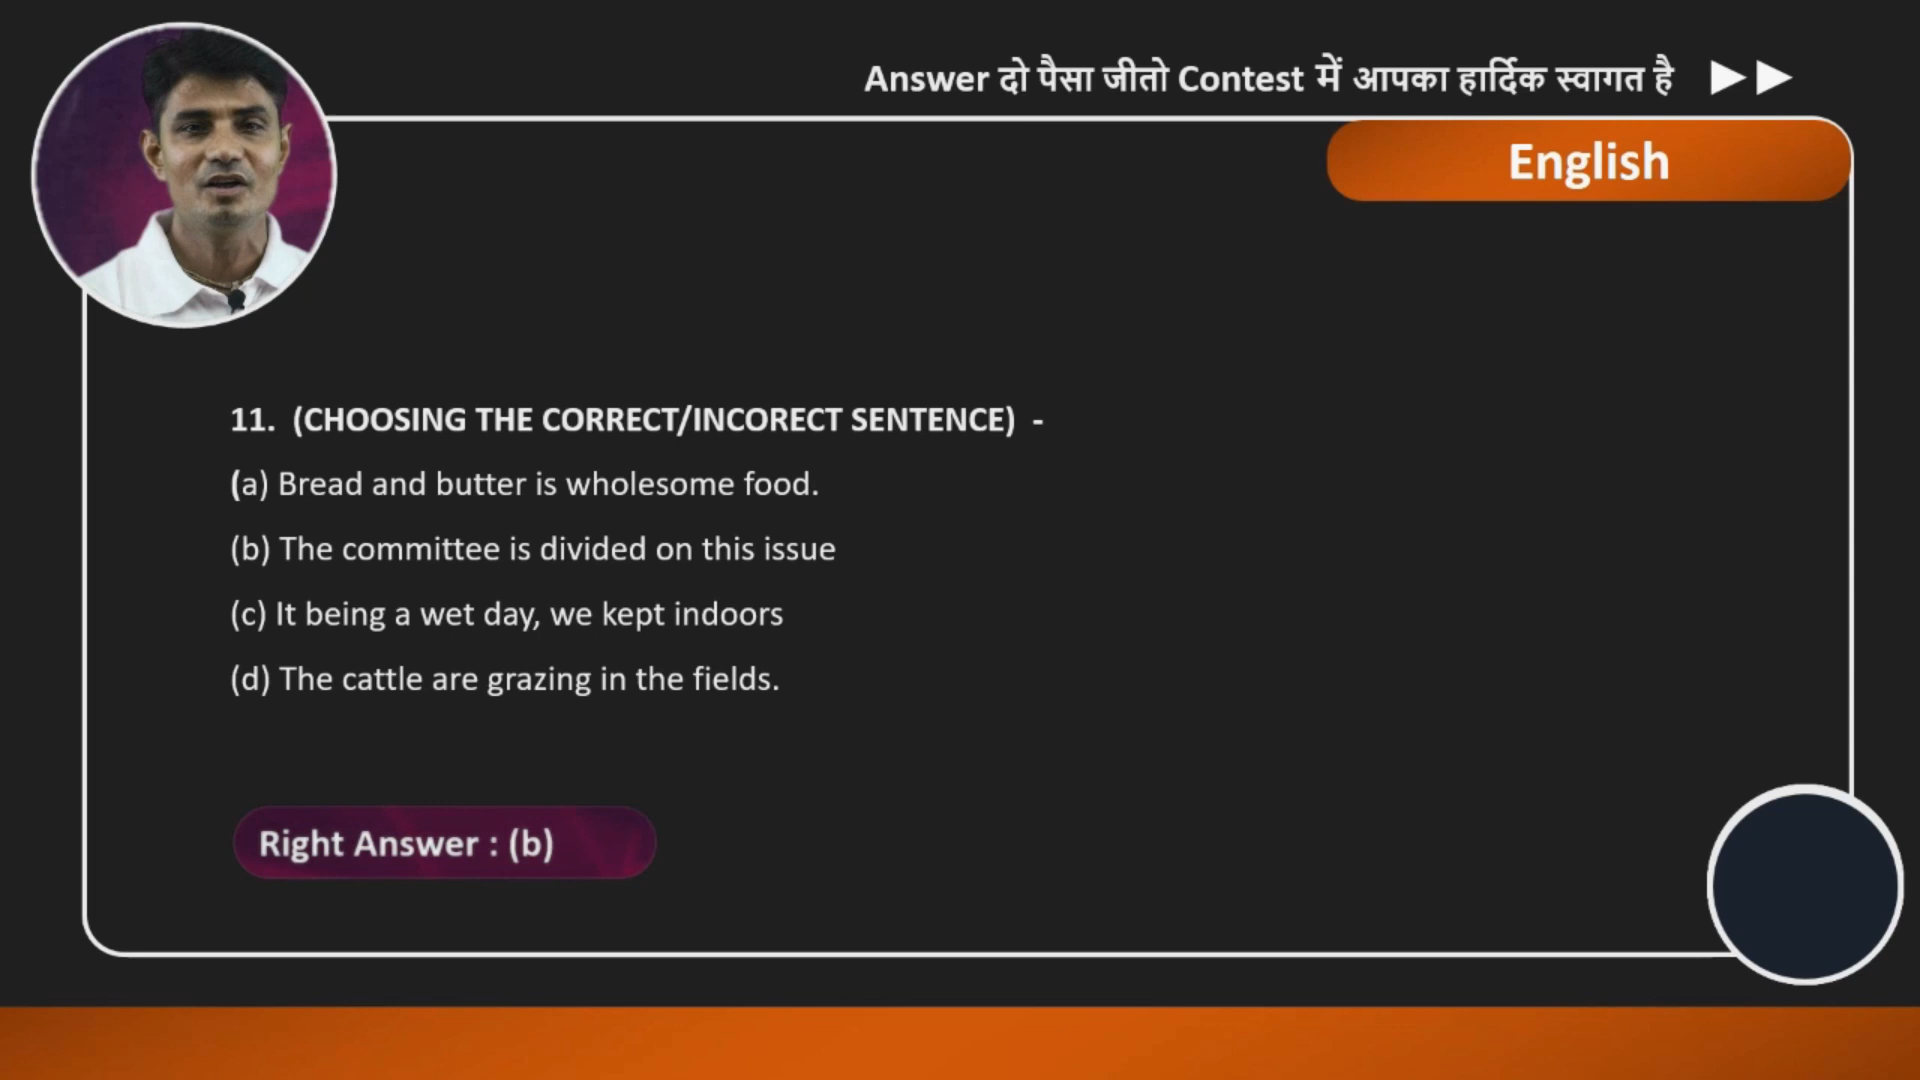 Answer दो पैसा जीतो Contest में आपका हार्दिक स्वागत है
English
11. (CHOOSING THE CORRECT/INCORECT SENTENCE) -
(a) Bread and butter is wholesome food.
(b) The committee is divided on this issue
(c) It being a wet day, we kept indoors
(d) The cattle are grazing in the fields.
Right Answer : (b)